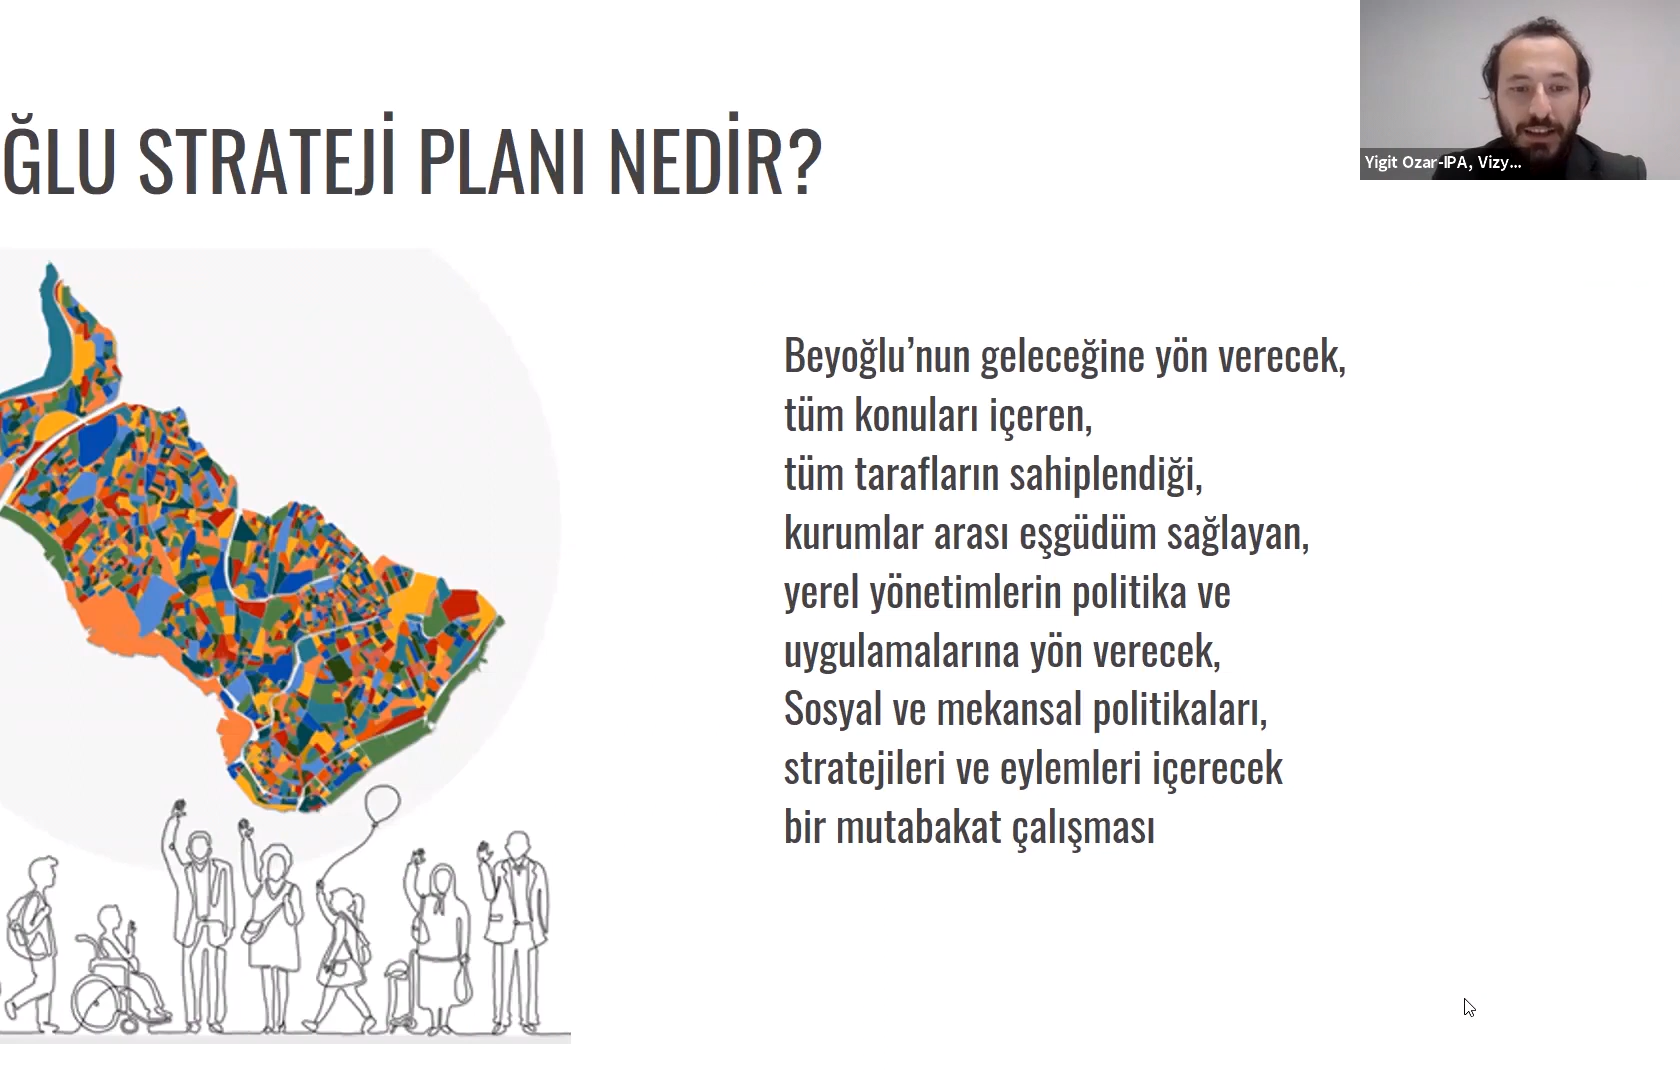 ĞLU STRATEJİ PLANI NEDİR?
Yigit Ozar-IPA, Vizy...
Beyoğlu’nun geleceğine yön verecek,
tüm konuları içeren,
tüm tarafların sahiplendiği,
kurumlar arası eşgüdüm sağlayan,
yerel yönetimlerin politika ve
uygulamalarına yön verecek,
Sosyal ve mekansal politikaları,
stratejileri ve eylemleri içerecek
bir mutabakat çalışması